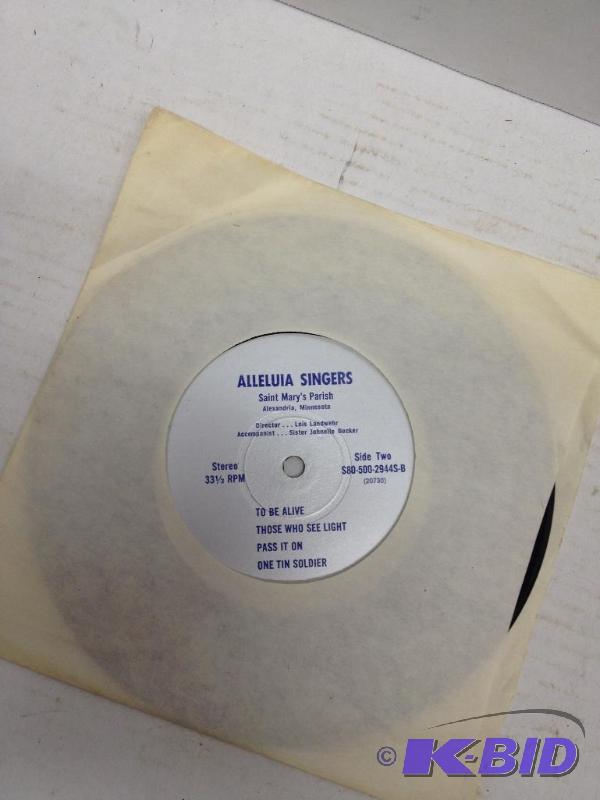 ALLELUIA SINGERS
Saint Mary's Parish
Alexandria, Minnesota
Director . . . Lois Landwehr
Accompanist . . . Sister Johnelle Becker
Stereo
33⅓ RPM
Side Two
S80-500-2944S-B
(20730)
TO BE ALIVE
THOSE WHO SEE LIGHT
PASS IT ON
ONE TIN SOLDIER
© K-BID